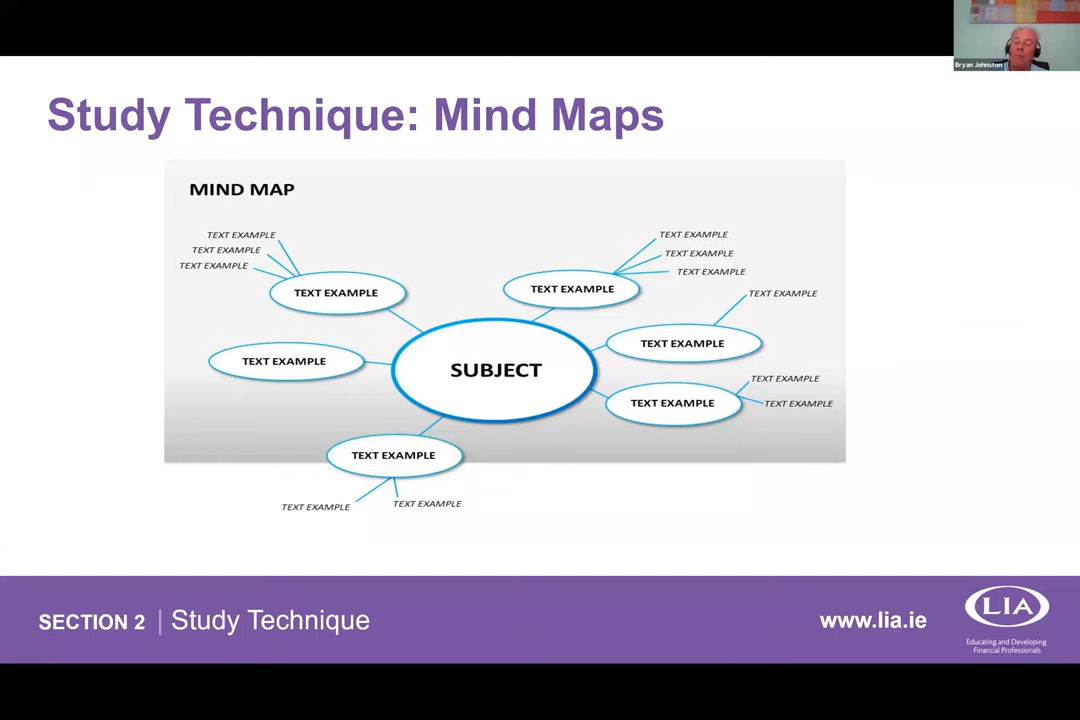 Bryan Johnston
Study Technique: Mind Maps
MIND MAP
TEXT EXAMPLE
TEXT EXAMPLE
TEXT EXAMPLE
TEXT EXAMPLE
TEXT EXAMPLE
TEXT EXAMPLE
TEXT EXAMPLE
TEXT EXAMPLE
TEXT EXAMPLE
TEXT EXAMPLE
TEXT EXAMPLE
TEXT EXAMPLE
SUBJECT
TEXT EXAMPLE
TEXT EXAMPLE
TEXT EXAMPLE
TEXT EXAMPLE
TEXT EXAMPLE
TEXT EXAMPLE
SECTION 2 | Study Technique
www.lia.ie
LIA
Educating and Developing
Financial Professionals